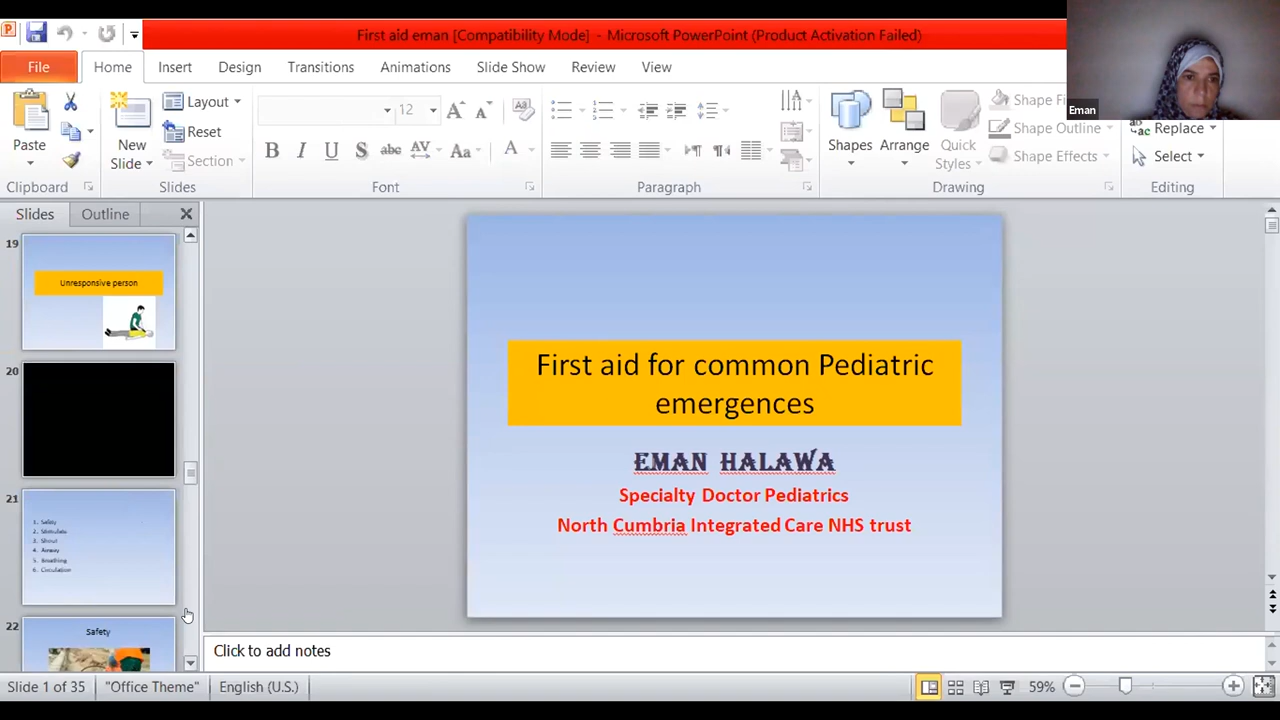 First aid eman [Compatibility Mode] - Microsoft PowerPoint (Product Activation Failed)
File Home Insert Design Transitions Animations Slide Show Review View
Eman
Paste
New
Slide
Layout
Reset
Section
12
Shapes
Arrange
Quick
Styles
Shape Fi
Shape Outline
Shape Effects
Replace
Select
Clipboard Slides Font Paragraph Drawing Editing
Slides Outline
19
Unresponsive person
20
21
1. Safety
2. Stimulate
3. Shout
4. Airway
5. Breathing
6. Circulation
22
Safety
First aid for common Pediatric
emergences
EMAN HALAWA
Specialty Doctor Pediatrics
North Cumbria Integrated Care NHS trust
Click to add notes
Slide 1 of 35 "Office Theme" English (U.S.) 59%